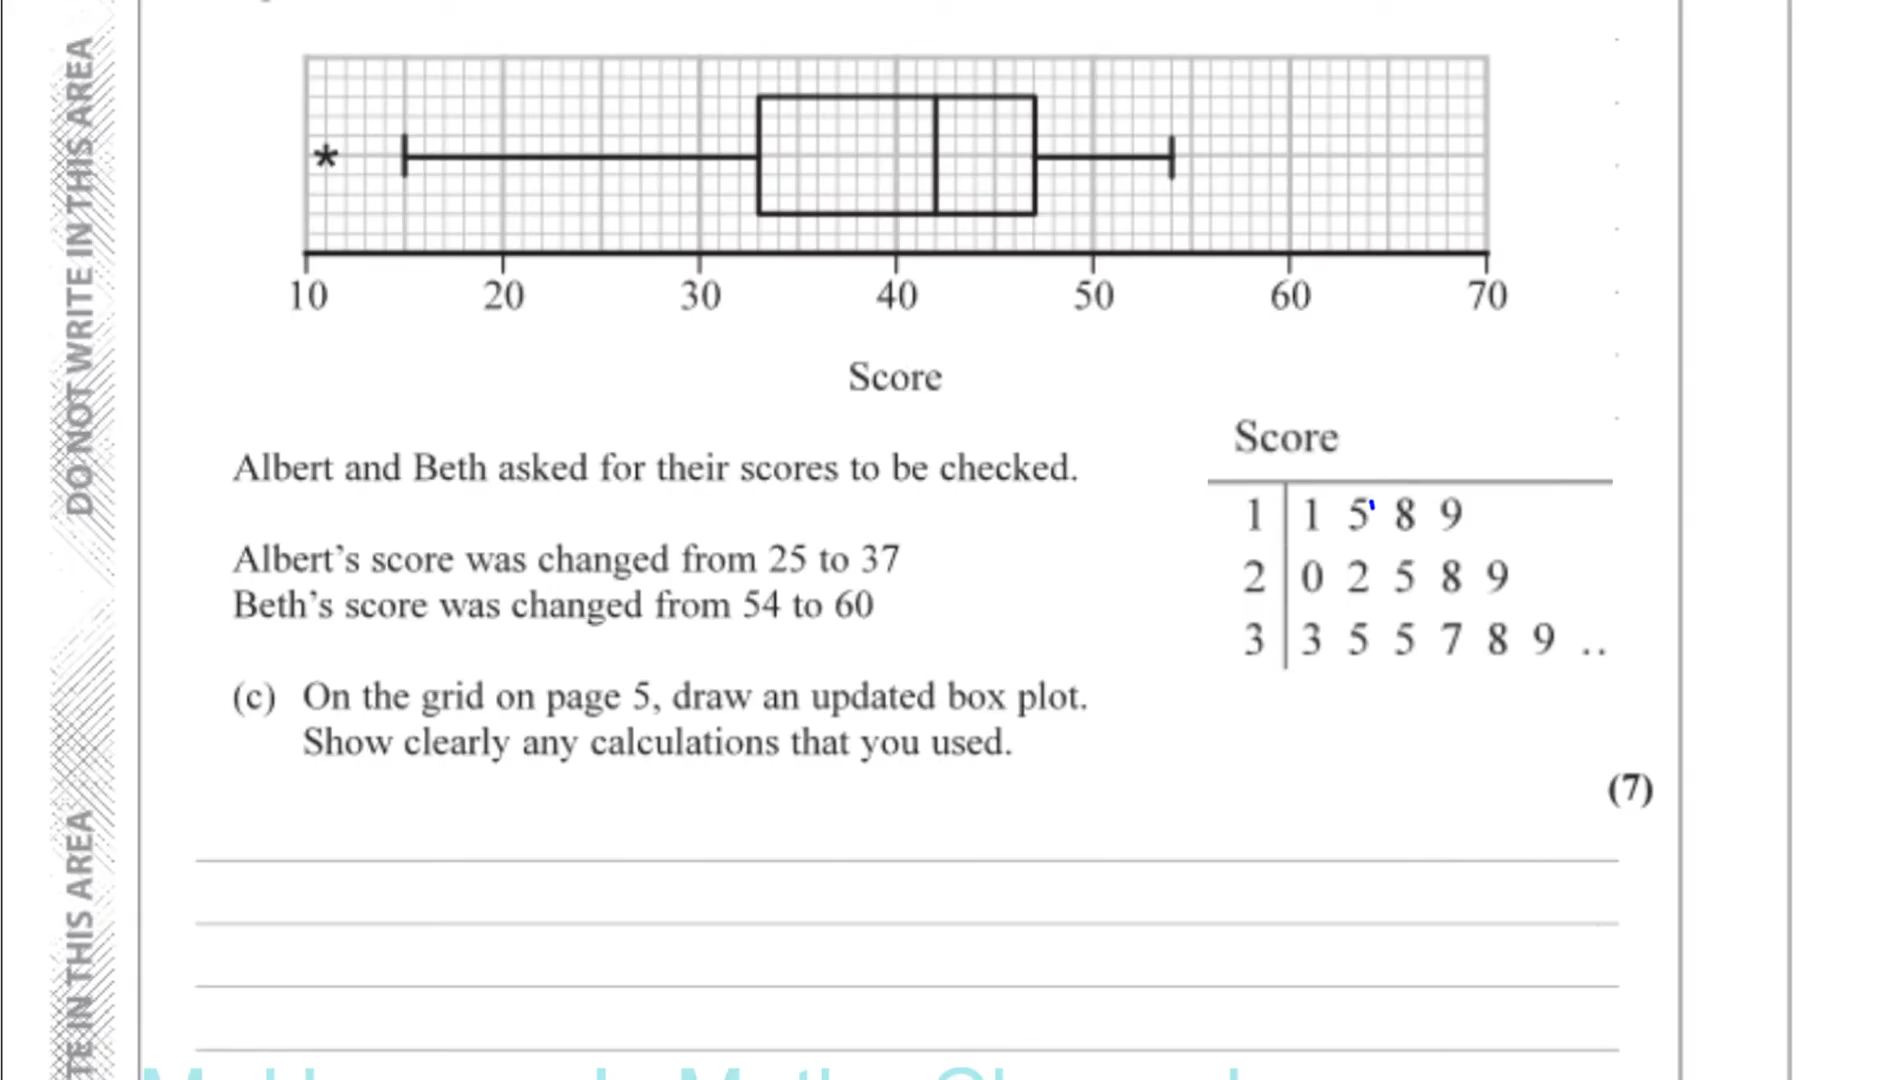 DO NOT WRITE IN THIS AREA
*
10 20 30 40 50 60 70
Score
Albert and Beth asked for their scores to be checked.
Albert’s score was changed from 25 to 37
Beth’s score was changed from 54 to 60
Score
1 | 1 5 8 9
2 | 0 2 5 8 9
3 | 3 5 5 7 8 9 ..
(c) On the grid on page 5, draw an updated box plot.
Show clearly any calculations that you used.
(7)
IN THIS AREA